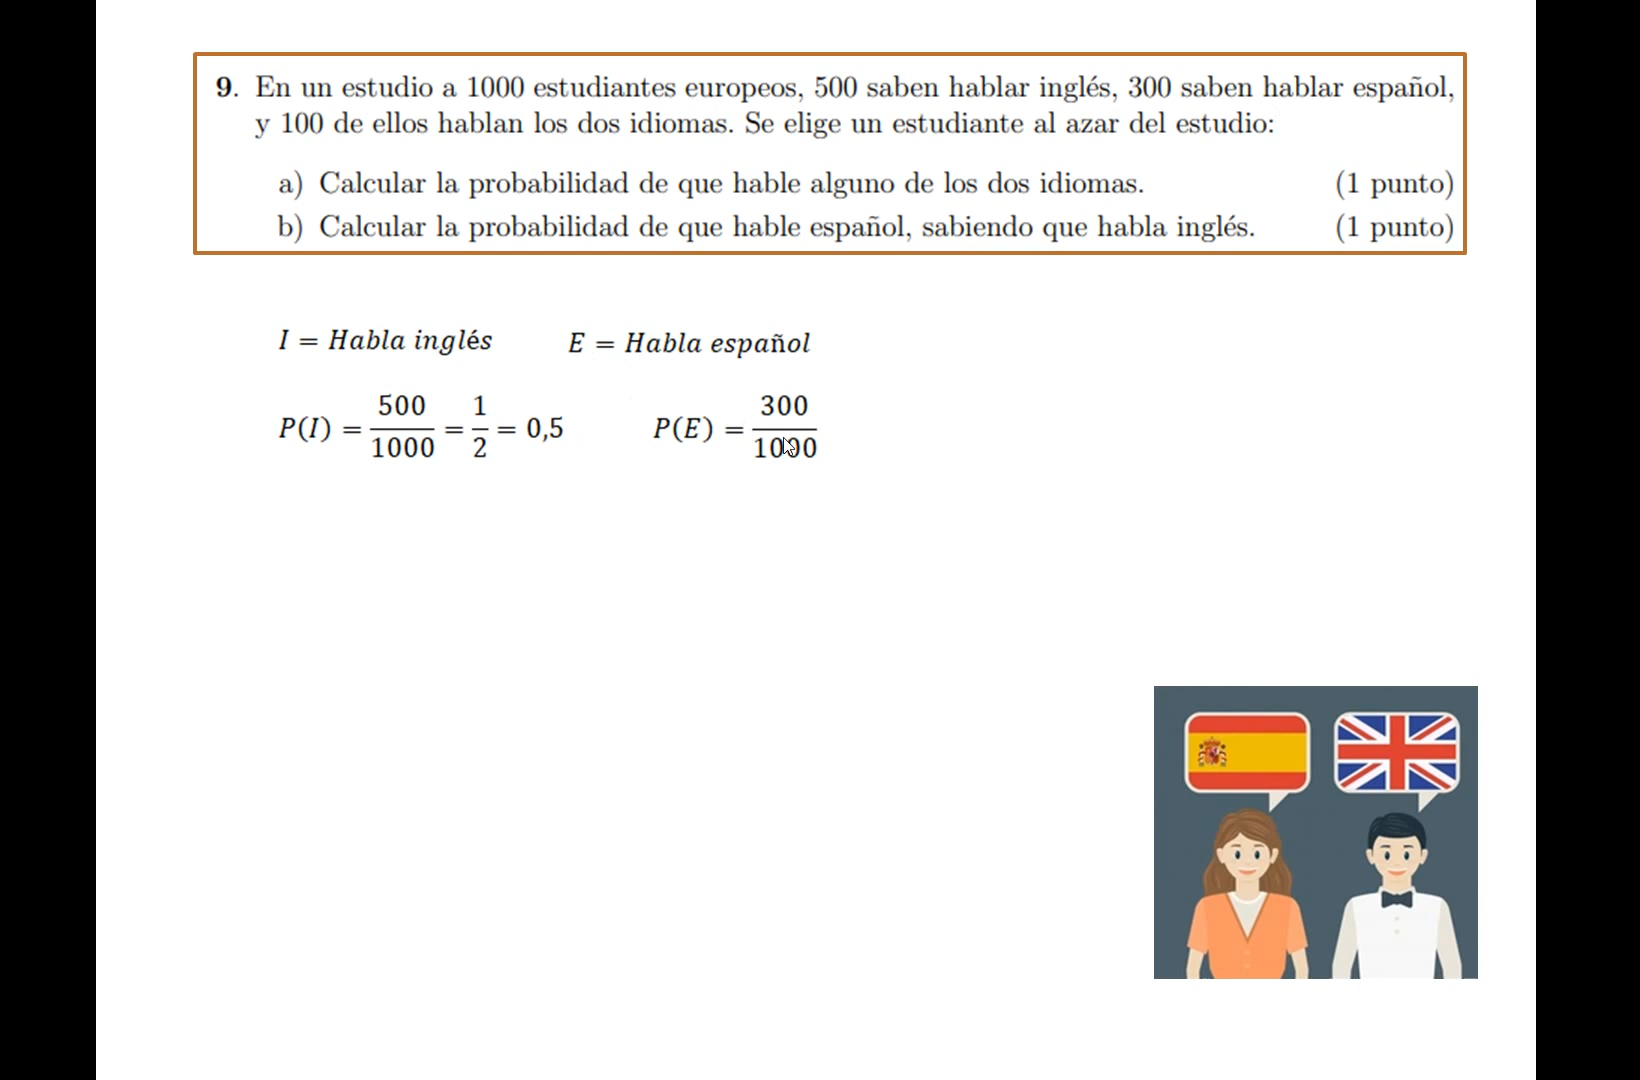 9. En un estudio a 1000 estudiantes europeos, 500 saben hablar inglés, 300 saben hablar español,
y 100 de ellos hablan los dos idiomas. Se elige un estudiante al azar del estudio:
a) Calcular la probabilidad de que hable alguno de los dos idiomas. (1 punto)
b) Calcular la probabilidad de que hable español, sabiendo que habla inglés. (1 punto)
I = Habla inglés E = Habla español
P(I) = 500/1000 = 1/2 = 0,5 P(E) = 300/1000